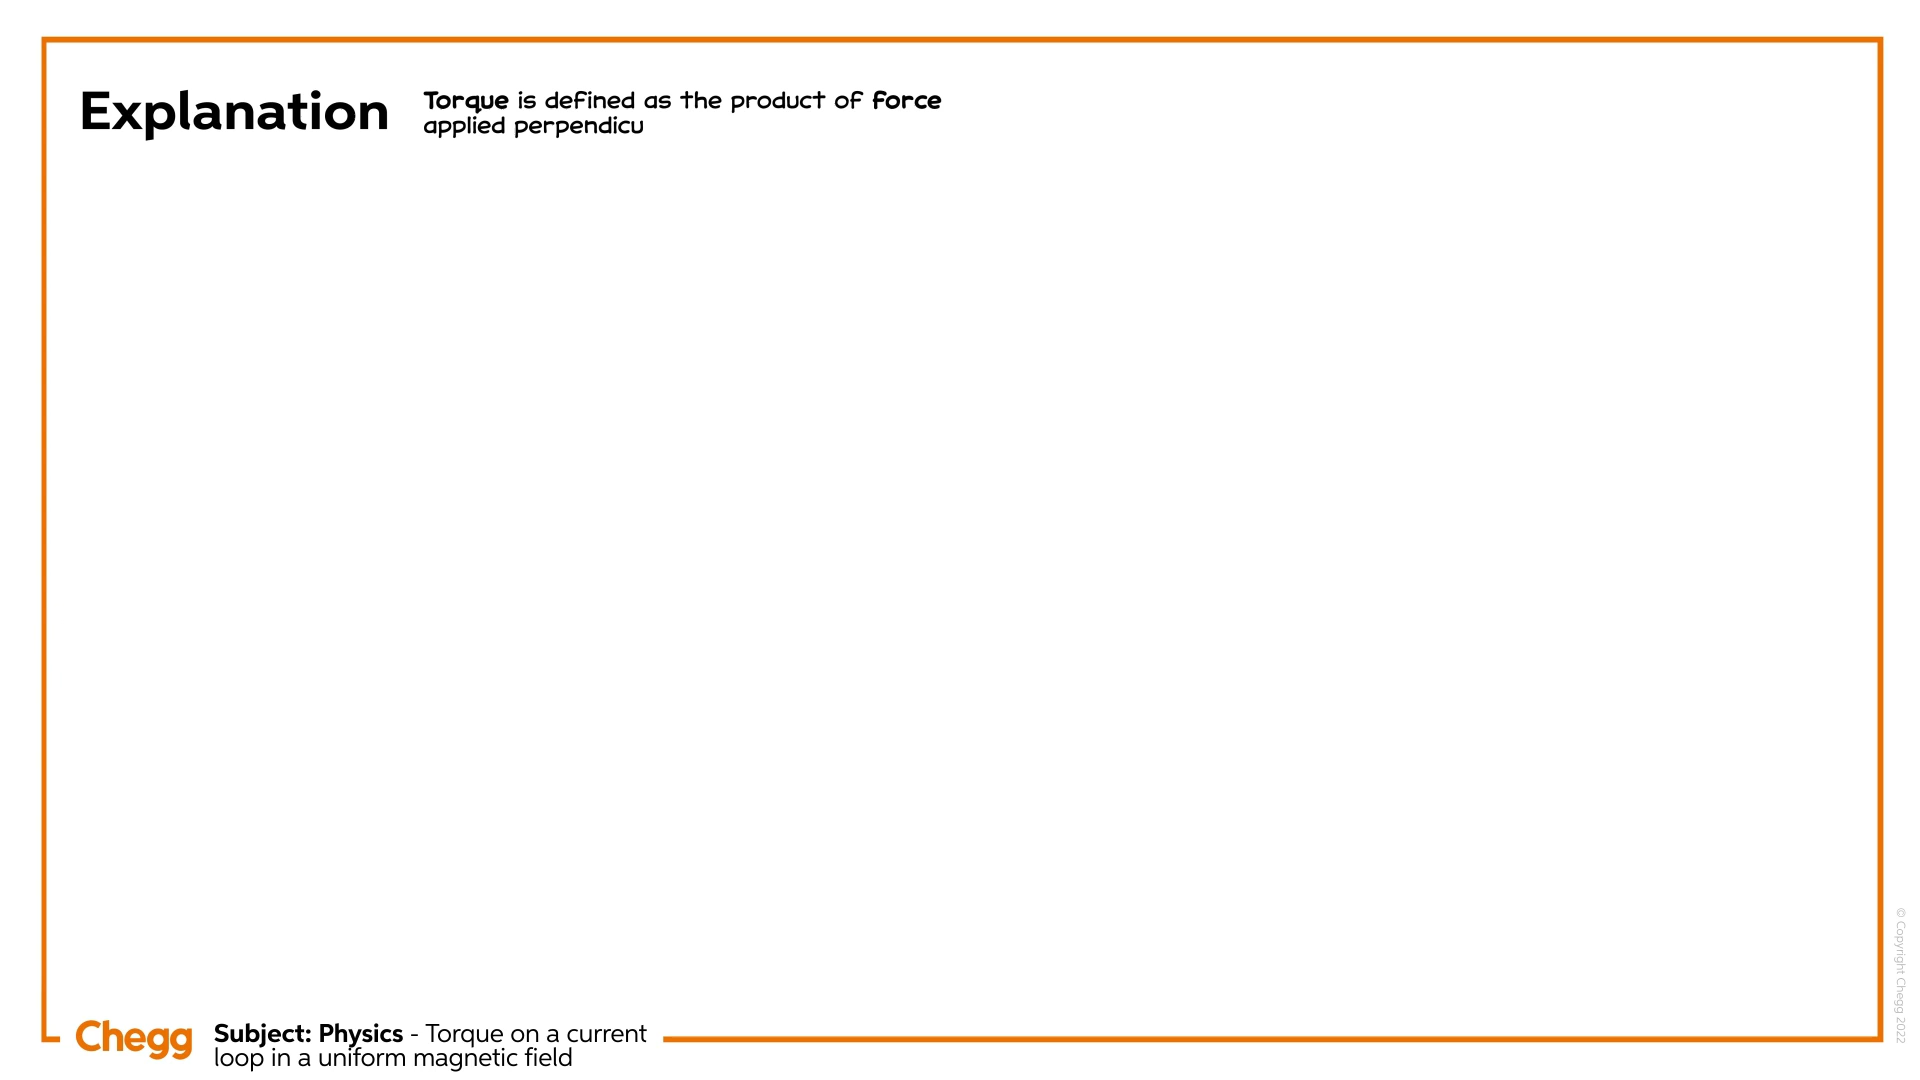 Explanation
Torque is defined as the product of force
applied perpendicu
Chegg
Subject: Physics - Torque on a current
loop in a uniform magnetic field
© Copyright Chegg 2022